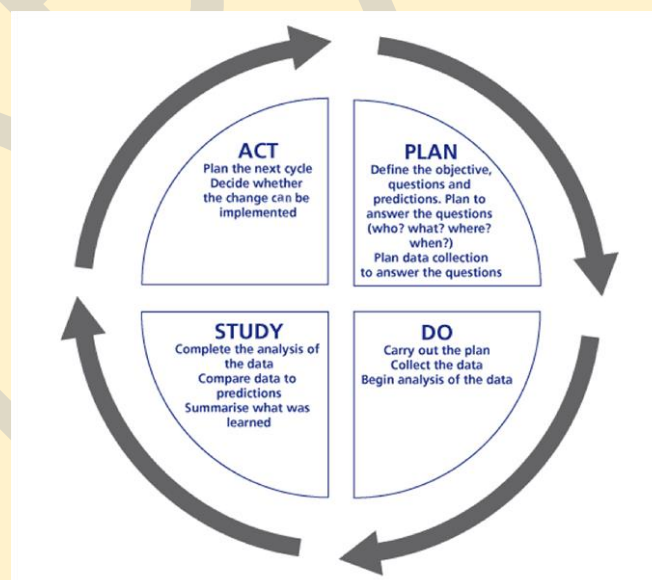 ACT
Plan the next cycle
Decide whether
the change can be
implemented
PLAN
Define the objective,
questions and
predictions. Plan to
answer the questions
(who? what? where?
when?)
Plan data collection
to answer the questions
STUDY
Complete the analysis of
the data
Compare data to
predictions
Summarise what was
learned
DO
Carry out the plan
Collect the data
Begin analysis of the data